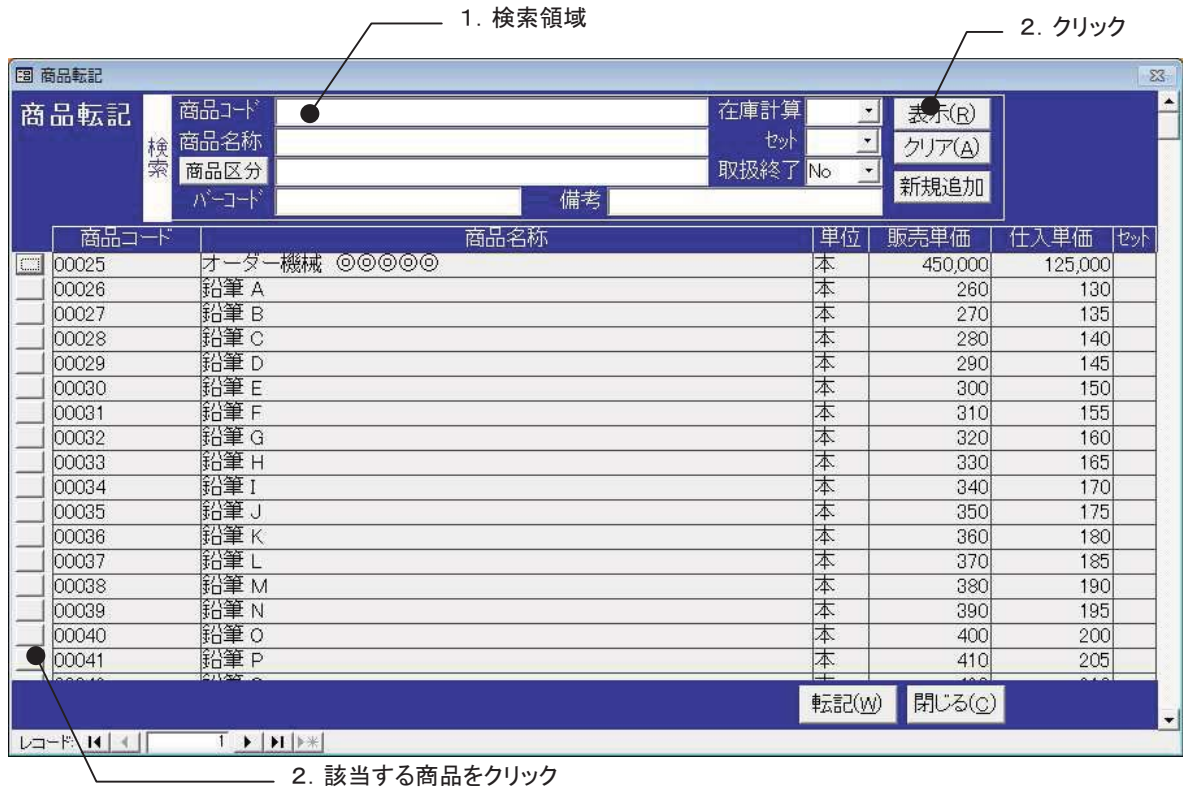 1. 検索領域
2. クリック
商品転記
商品転記
検索
商品コード 在庫計算 表示(R)
商品名称 セット クリア(A)
商品区分 取扱終了 No 新規追加
バーコード 備考
商品コード 商品名称 単位 販売単価 仕入単価 セット
00025 オーダー機械 ◎◎◎◎◎ 本 450,000 125,000
00026 鉛筆 A 本 260 130
00027 鉛筆 B 本 270 135
00028 鉛筆 C 本 280 140
00029 鉛筆 D 本 290 145
00030 鉛筆 E 本 300 150
00031 鉛筆 F 本 310 155
00032 鉛筆 G 本 320 160
00033 鉛筆 H 本 330 165
00034 鉛筆 I 本 340 170
00035 鉛筆 J 本 350 175
00036 鉛筆 K 本 360 180
00037 鉛筆 L 本 370 185
00038 鉛筆 M 本 380 190
00039 鉛筆 N 本 390 195
00040 鉛筆 O 本 400 200
00041 鉛筆 P 本 410 205
転記(W) 閉じる(C)
レコード: 1
2. 該当する商品をクリック